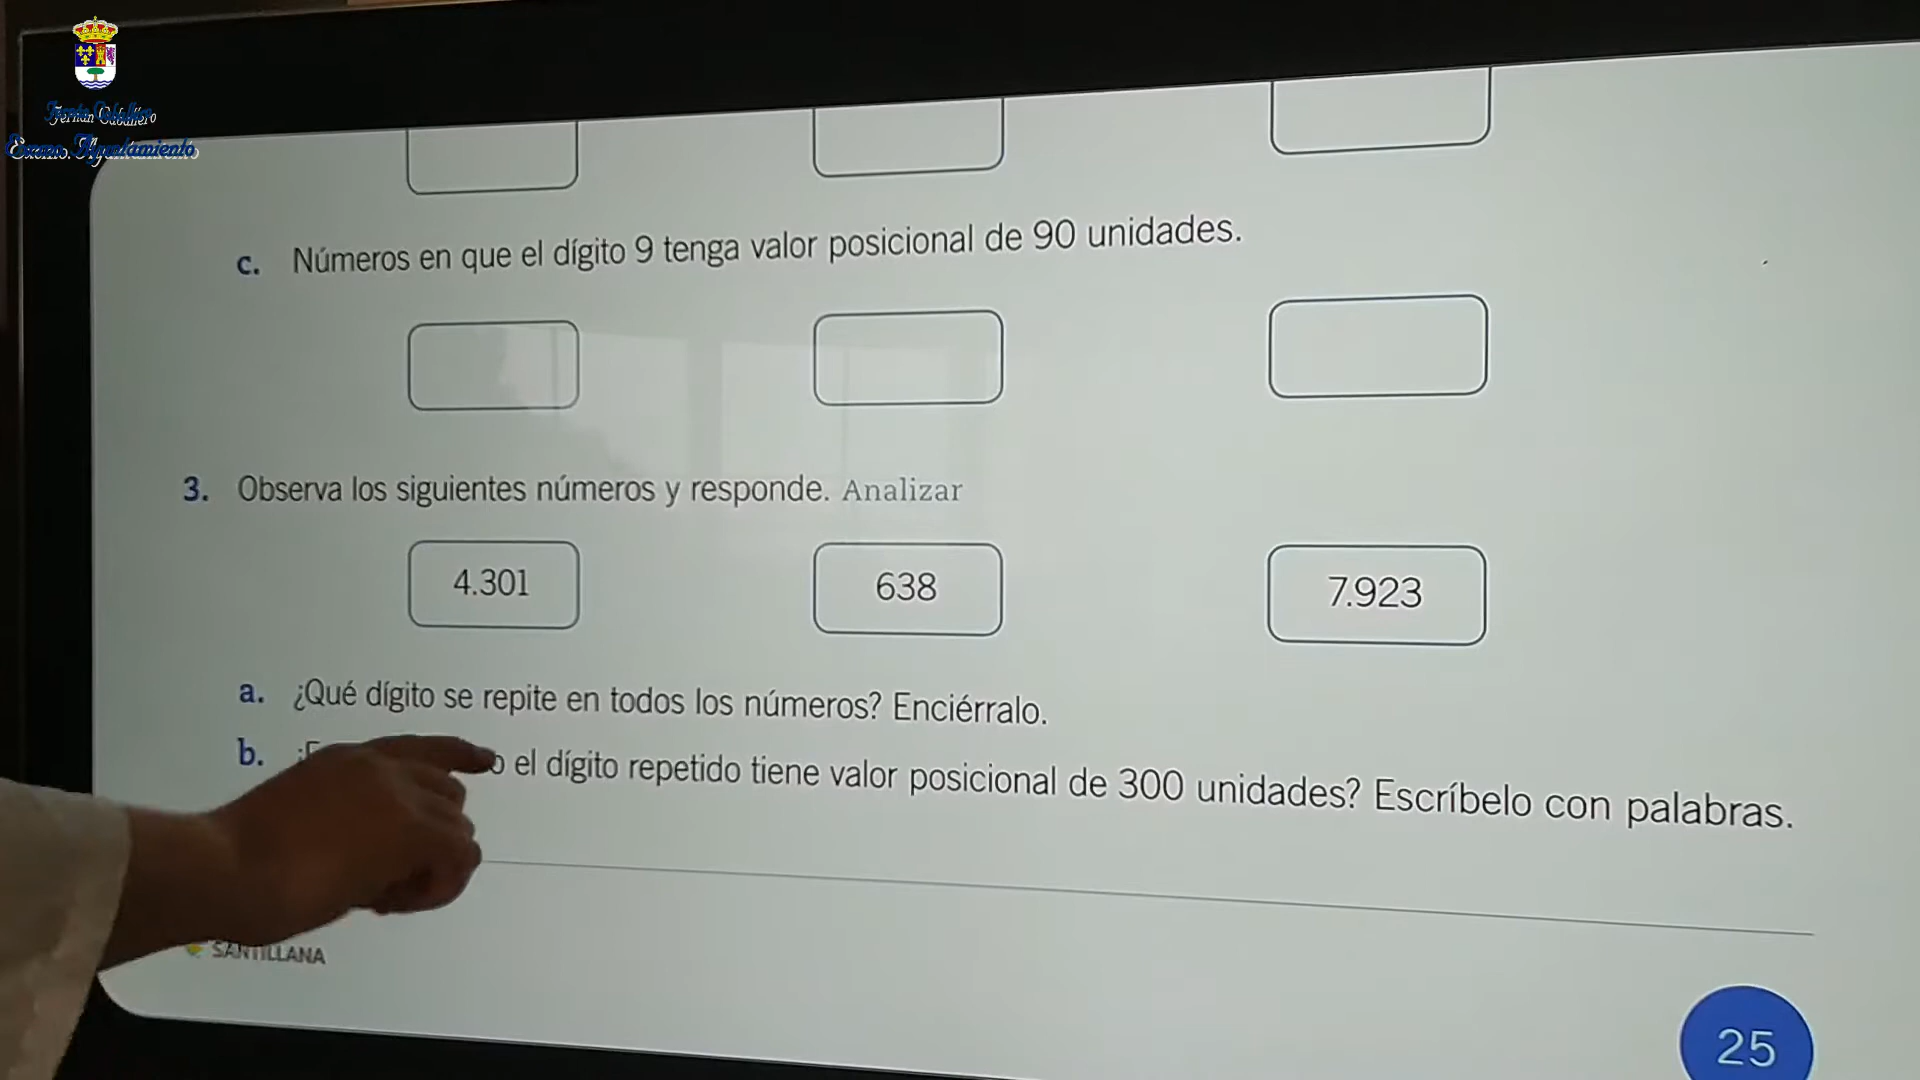 Fernán Caballero
Excmo. Ayuntamiento
c. Números en que el dígito 9 tenga valor posicional de 90 unidades.
3. Observa los siguientes números y responde. Analizar
4.301 638 7.923
a. ¿Qué dígito se repite en todos los números? Enciérralo.
b. el dígito repetido tiene valor posicional de 300 unidades? Escríbelo con palabras.
SANTILLANA
25